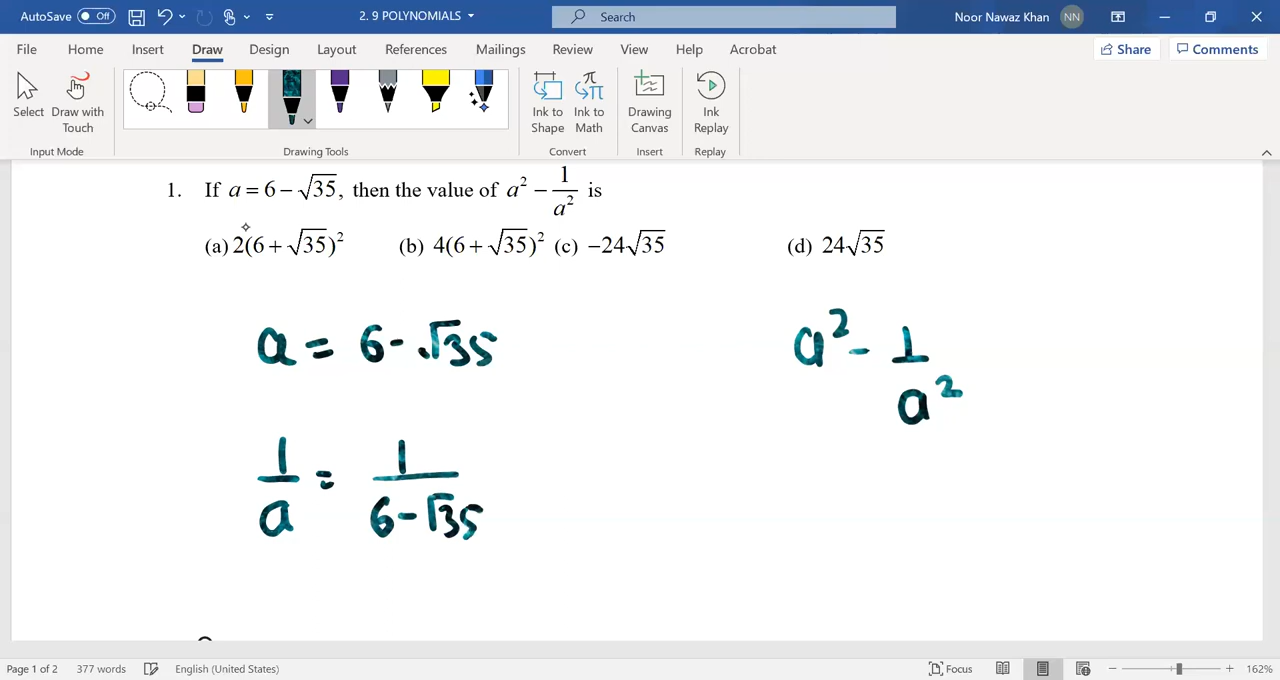 AutoSave Off 2. 9 POLYNOMIALS Search Noor Nawaz Khan NN
File Home Insert Draw Design Layout References Mailings Review View Help Acrobat Share Comments
Select Draw with Touch Ink to Shape Ink to Math Drawing Canvas Ink Replay
Input Mode Drawing Tools Convert Insert Replay
1. If a = 6 − √35, then the value of a² − 1/a² is
(a) 2(6 + √35)² (b) 4(6 + √35)² (c) −24√35 (d) 24√35
a = 6 - √35 a² - 1/a²
1/a = 1/(6 - √35)
Page 1 of 2 377 words English (United States) Focus 162%